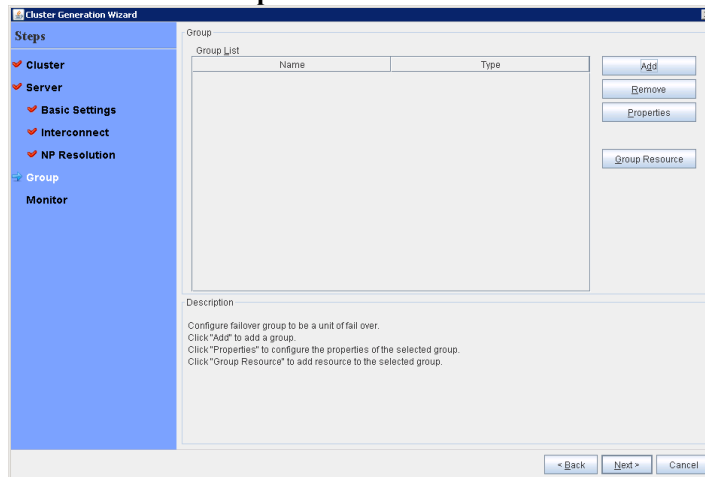 Cluster Generation Wizard
Steps
Cluster
Server
Basic Settings
Interconnect
NP Resolution
Group
Monitor
Group
Group List
Name Type
Add
Remove
Properties
Group Resource
Description
Configure failover group to be a unit of fail over.
Click "Add" to add a group.
Click "Properties" to configure the properties of the selected group.
Click "Group Resource" to add resource to the selected group.
< Back Next > Cancel